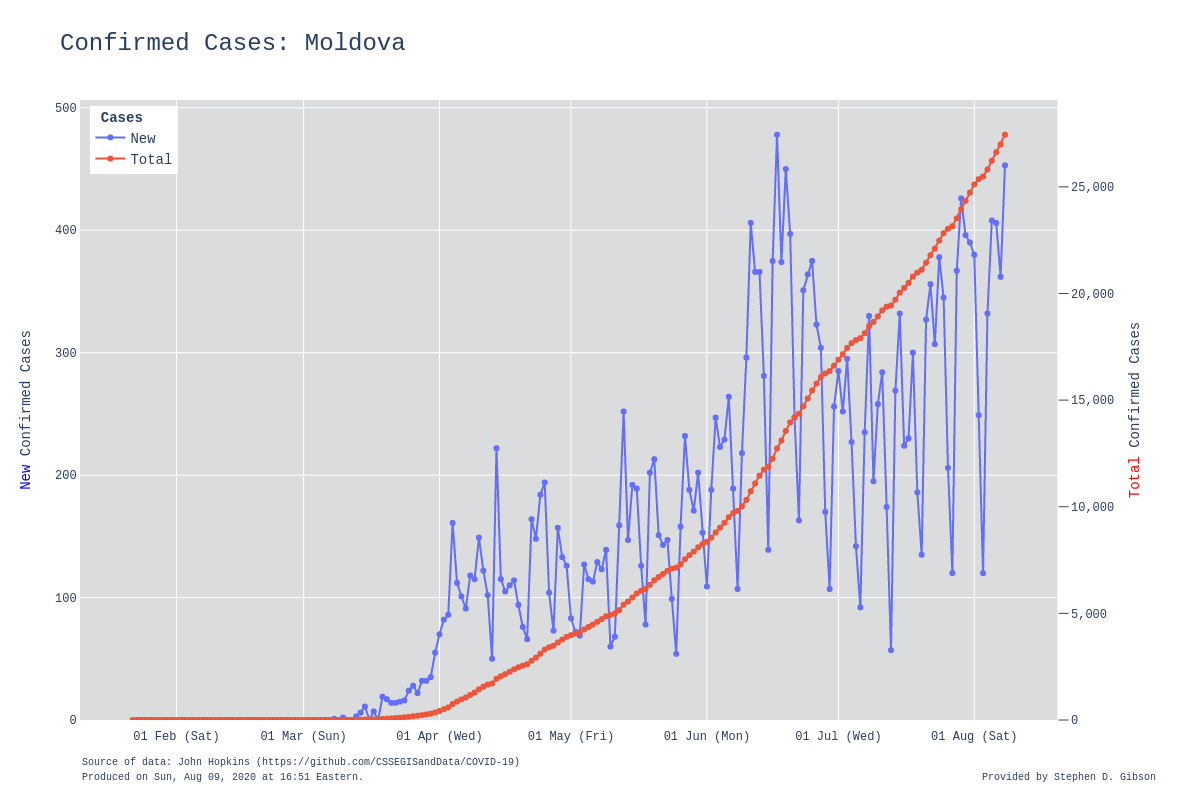 Confirmed Cases: Moldova
Cases
New
Total
500
400
300
200
100
0
25,000
20,000
15,000
10,000
5,000
0
New Confirmed Cases
Total Confirmed Cases
01 Feb (Sat) 01 Mar (Sun) 01 Apr (Wed) 01 May (Fri) 01 Jun (Mon) 01 Jul (Wed) 01 Aug (Sat)
Source of data: John Hopkins (https://github.com/CSSEGISandData/COVID-19)
Produced on Sun, Aug 09, 2020 at 16:51 Eastern.
Provided by Stephen D. Gibson